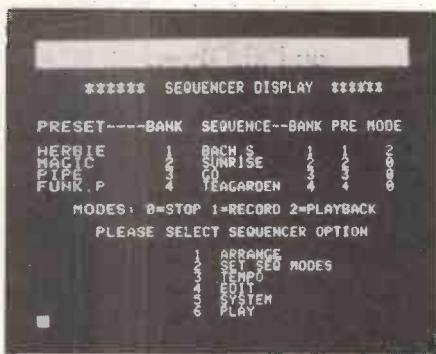 ****** SEQUENCER DISPLAY ******
PRESET----BANK SEQUENCE--BANK PRE MODE
HERBIE 1 BACH.S 1 1 2
MAGIC 2 SUNRISE 2 2 0
PIPE 3 GO 3 3 0
FUNK.P 4 TEAGARDEN 4 4 0
MODES: 0=STOP 1=RECORD 2=PLAYBACK
PLEASE SELECT SEQUENCER OPTION
1 ARRANGE
2 SET SEQ MODES
3 TEMPO
4 EDIT
5 SYSTEM
6 PLAY